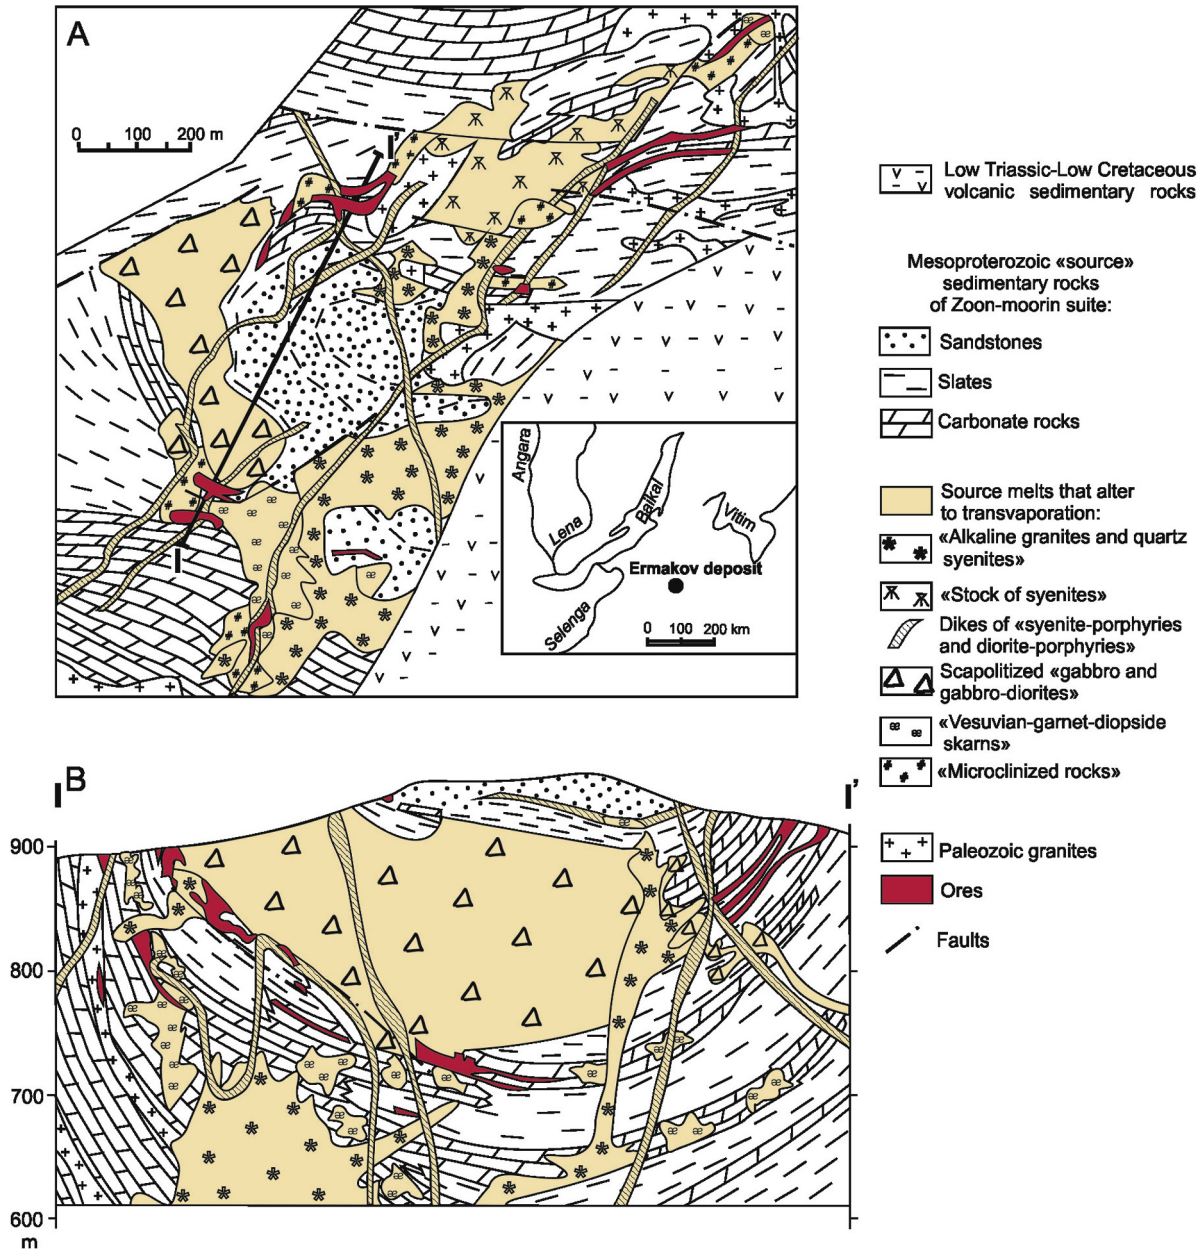 A
0 100 200 m
I'
I
Angara
Lena
Baikal
Vitim
Ermakov deposit
Selenga
0 100 200 km
Low Triassic-Low Cretaceous
volcanic sedimentary rocks
Mesoproterozoic «source»
sedimentary rocks
of Zoon-moorin suite:
Sandstones
Slates
Carbonate rocks
Source melts that alter
to transvaporation:
«Alkaline granites and quartz
syenites»
«Stock of syenites»
Dikes of «syenite-porphyries
and diorite-porphyries»
Scapolitized «gabbro and
gabbro-diorites»
«Vesuvian-garnet-diopside
skarns»
«Microclinized rocks»
Paleozoic granites
Ores
Faults
B
I
I'
900
800
700
600
m